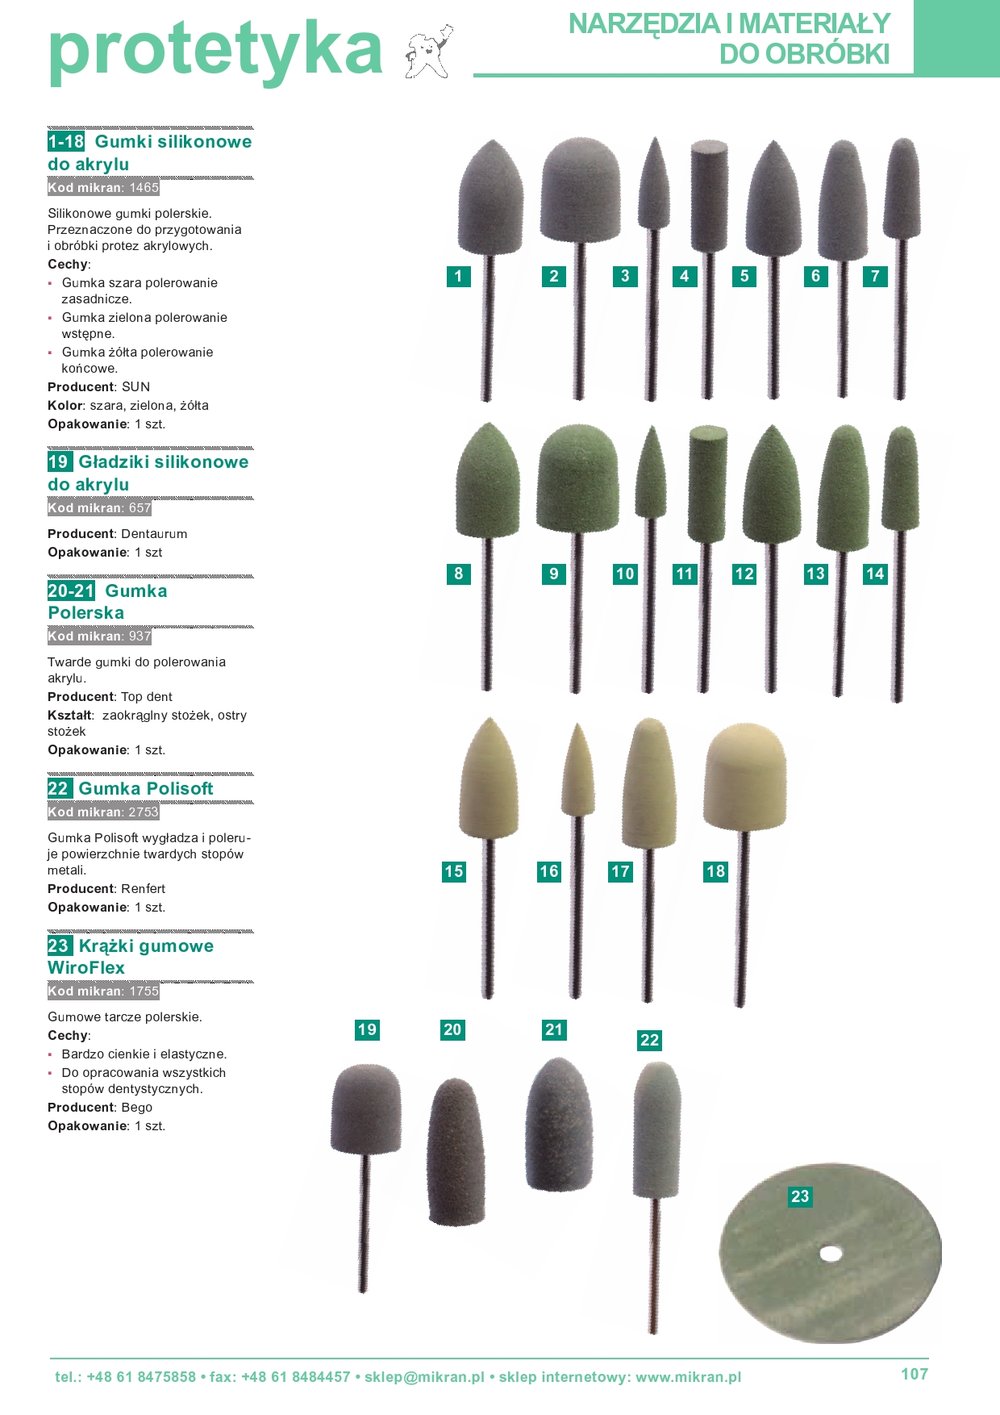 protetyka
NARZĘDZIA I MATERIAŁY
DO OBRÓBKI
1-18 Gumki silikonowe
do akrylu
Kod mikran: 1465
Silikonowe gumki polerskie.
Przeznaczone do przygotowania
i obróbki protez akrylowych.
Cechy:
▪ Gumka szara polerowanie
zasadnicze.
▪ Gumka zielona polerowanie
wstępne.
▪ Gumka żółta polerowanie
końcowe.
Producent: SUN
Kolor: szara, zielona, żółta
Opakowanie: 1 szt.
19 Gładziki silikonowe
do akrylu
Kod mikran: 657
Producent: Dentaurum
Opakowanie: 1 szt
20-21 Gumka
Polerska
Kod mikran: 937
Twarde gumki do polerowania
akrylu.
Producent: Top dent
Kształt: zaokrąglny stożek, ostry
stożek
Opakowanie: 1 szt.
22 Gumka Polisoft
Kod mikran: 2753
Gumka Polisoft wygładza i poleru-
je powierzchnie twardych stopów
metali.
Producent: Renfert
Opakowanie: 1 szt.
23 Krążki gumowe
WiroFlex
Kod mikran: 1755
Gumowe tarcze polerskie.
Cechy:
▪ Bardzo cienkie i elastyczne.
▪ Do opracowania wszystkich
stopów dentystycznych.
Producent: Bego
Opakowanie: 1 szt.
1 2 3 4 5 6 7
8 9 10 11 12 13 14
15 16 17 18
19 20 21 22
23
tel.: +48 61 8475858 • fax: +48 61 8484457 • sklep@mikran.pl • sklep internetowy: www.mikran.pl
107